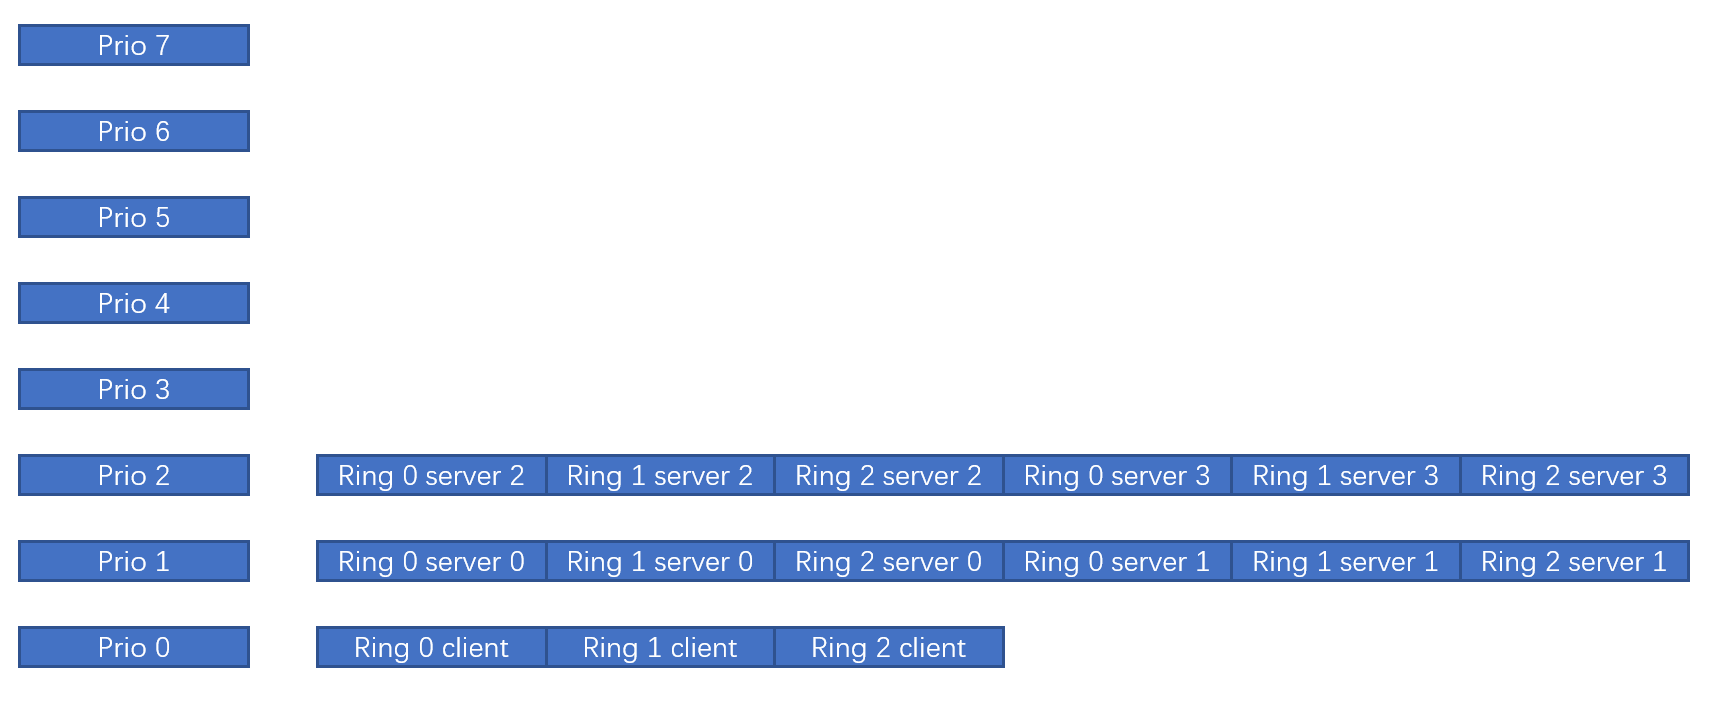 Prio 7
Prio 6
Prio 5
Prio 4
Prio 3
Prio 2 Ring 0 server 2 Ring 1 server 2 Ring 2 server 2 Ring 0 server 3 Ring 1 server 3 Ring 2 server 3
Prio 1 Ring 0 server 0 Ring 1 server 0 Ring 2 server 0 Ring 0 server 1 Ring 1 server 1 Ring 2 server 1
Prio 0 Ring 0 client Ring 1 client Ring 2 client